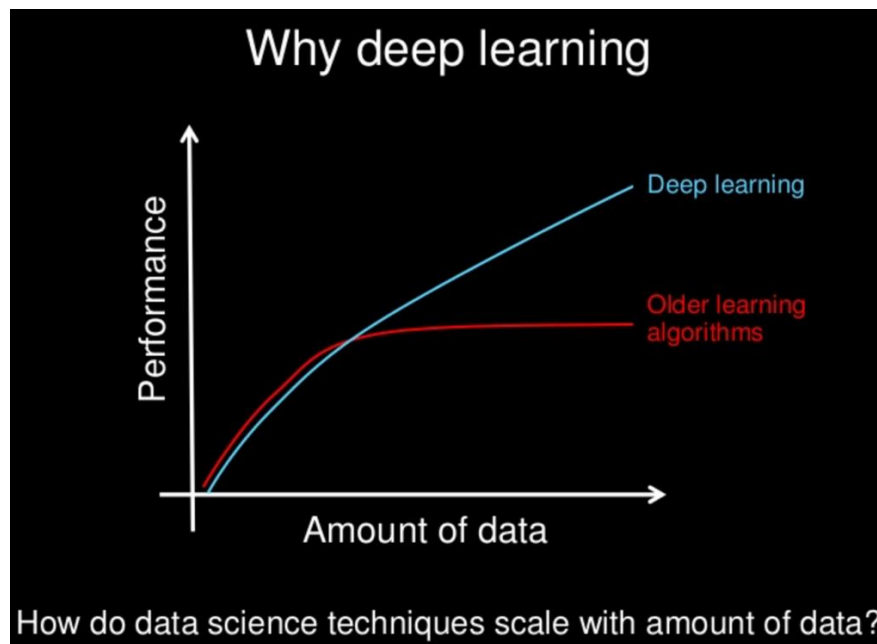 Why deep learning
Performance
Deep learning
Older learning
algorithms
Amount of data
How do data science techniques scale with amount of data?